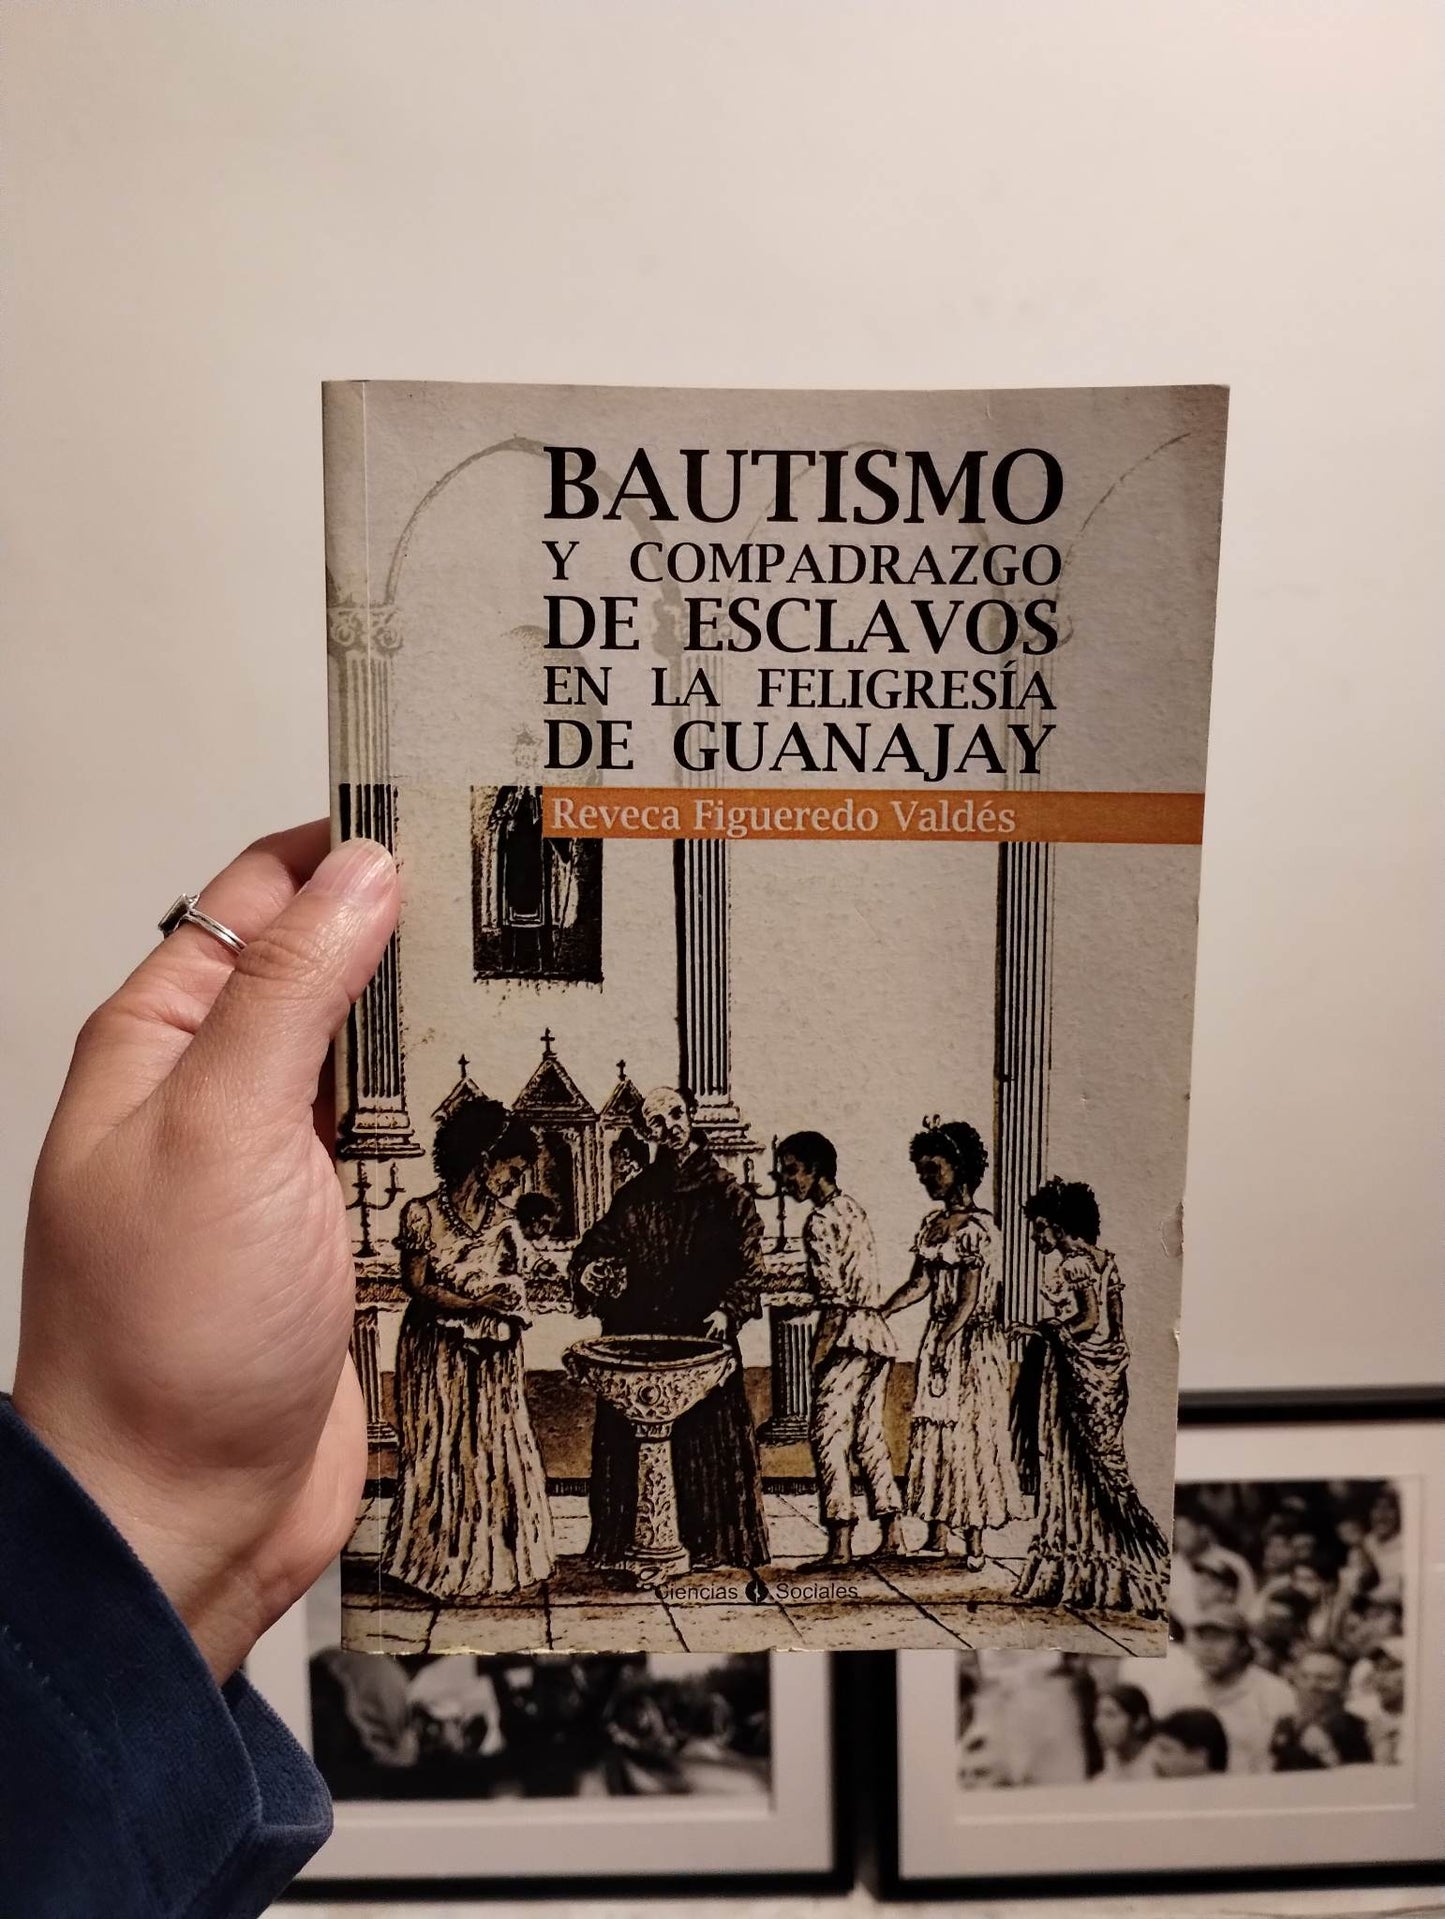 BAUTISMO
Y COMPADRAZGO
DE ESCLAVOS
EN LA FELIGRESÍA
DE GUANAJAY
Reveca Figueredo Valdés
Ciencias Sociales